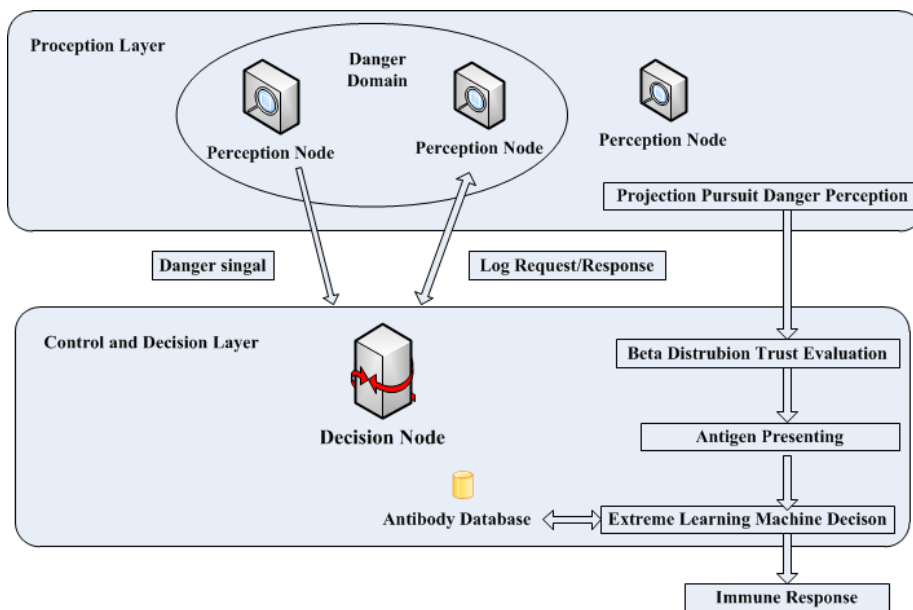 Proception Layer
Danger
Domain
Perception Node
Perception Node
Perception Node
Projection Pursuit Danger Perception
Danger singal
Log Request/Response
Control and Decision Layer
Beta Distrubion Trust Evaluation
Decision Node
Antigen Presenting
Antibody Database
Extreme Learning Machine Decison
Immune Response